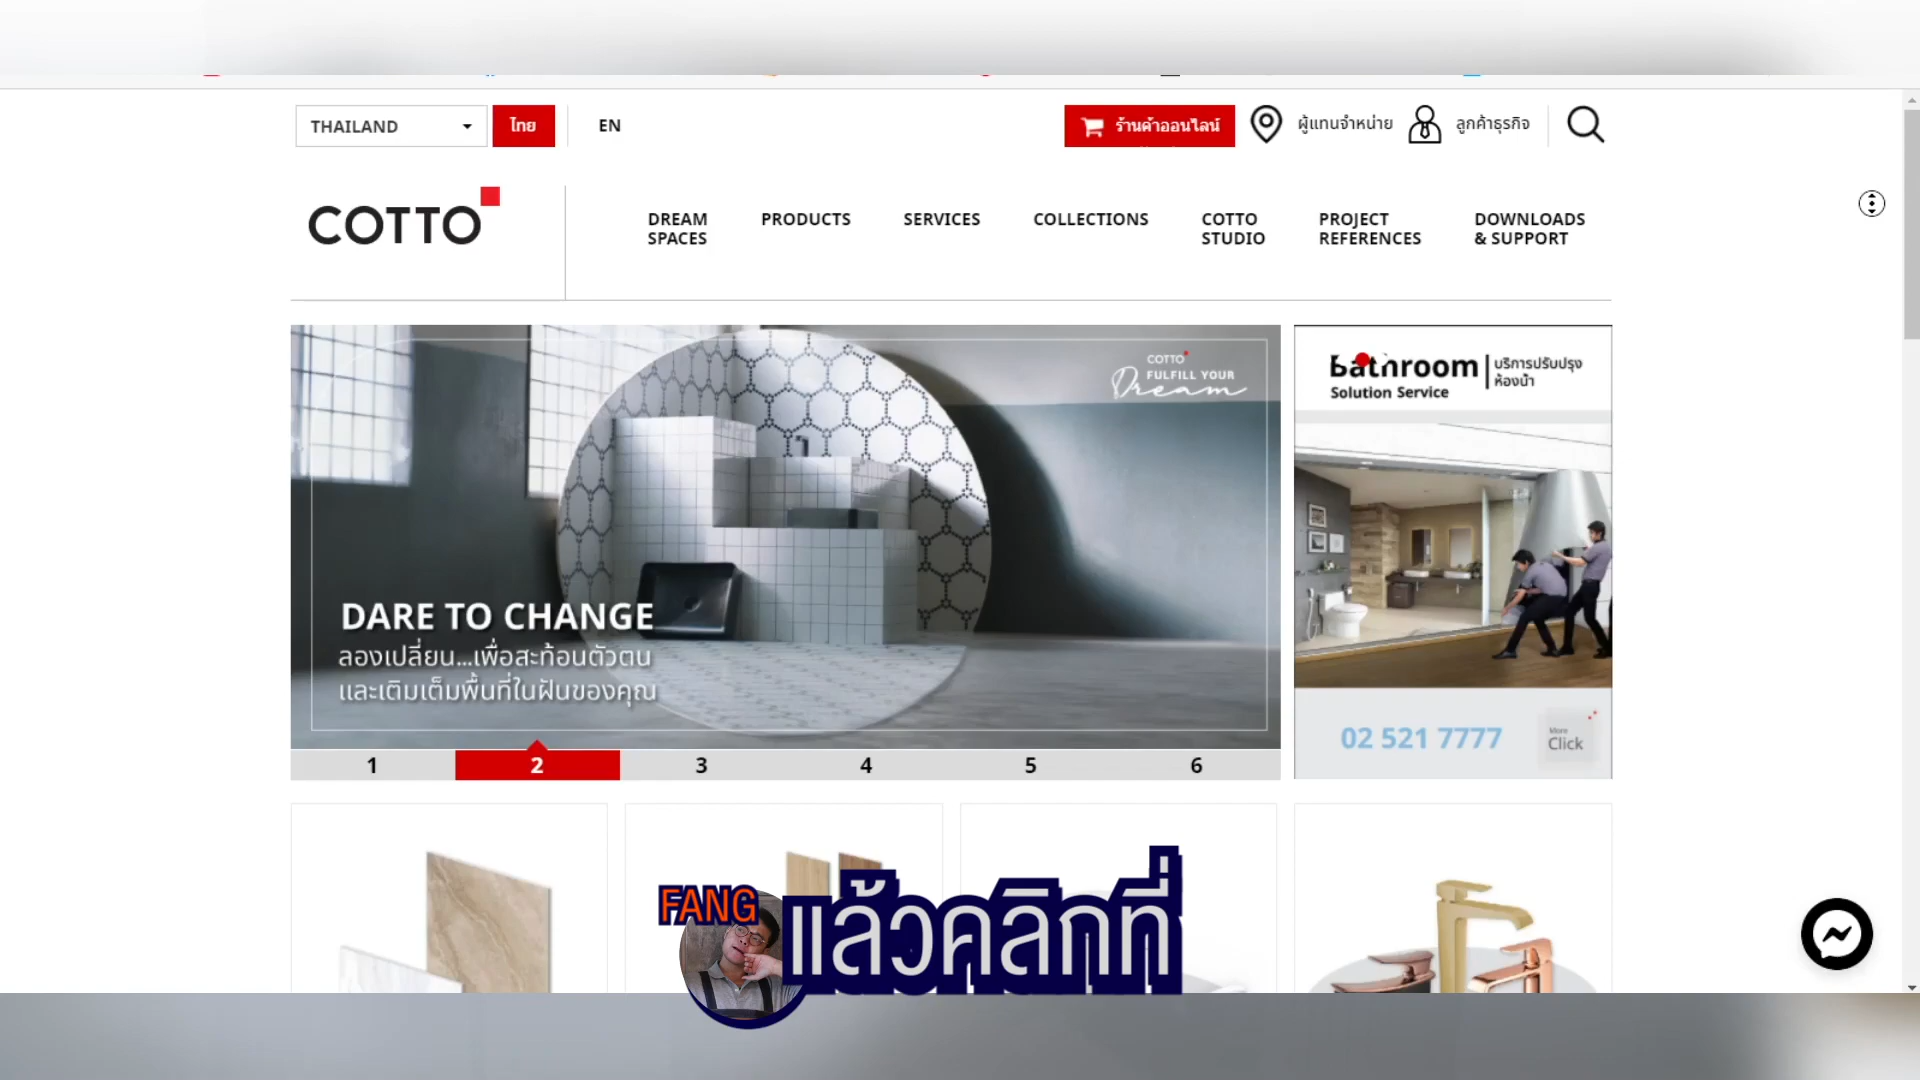 THAILAND
ไทย
EN
ร้านค้าออนไลน์
ผู้แทนจำหน่าย
ลูกค้าธุรกิจ
COTTO
DREAM
SPACES
PRODUCTS
SERVICES
COLLECTIONS
COTTO
STUDIO
PROJECT
REFERENCES
DOWNLOADS
& SUPPORT
COTTO
FULFILL YOUR
Dream
DARE TO CHANGE
ลองเปลี่ยน...เพื่อสะท้อนตัวตน
และเติมเต็มพื้นที่ในฝันของคุณ
1
2
3
4
5
6
bathroom
Solution Service
บริการปรับปรุง
ห้องน้ำ
02 521 7777
More
Click
FANG
แล้วคลิกที่